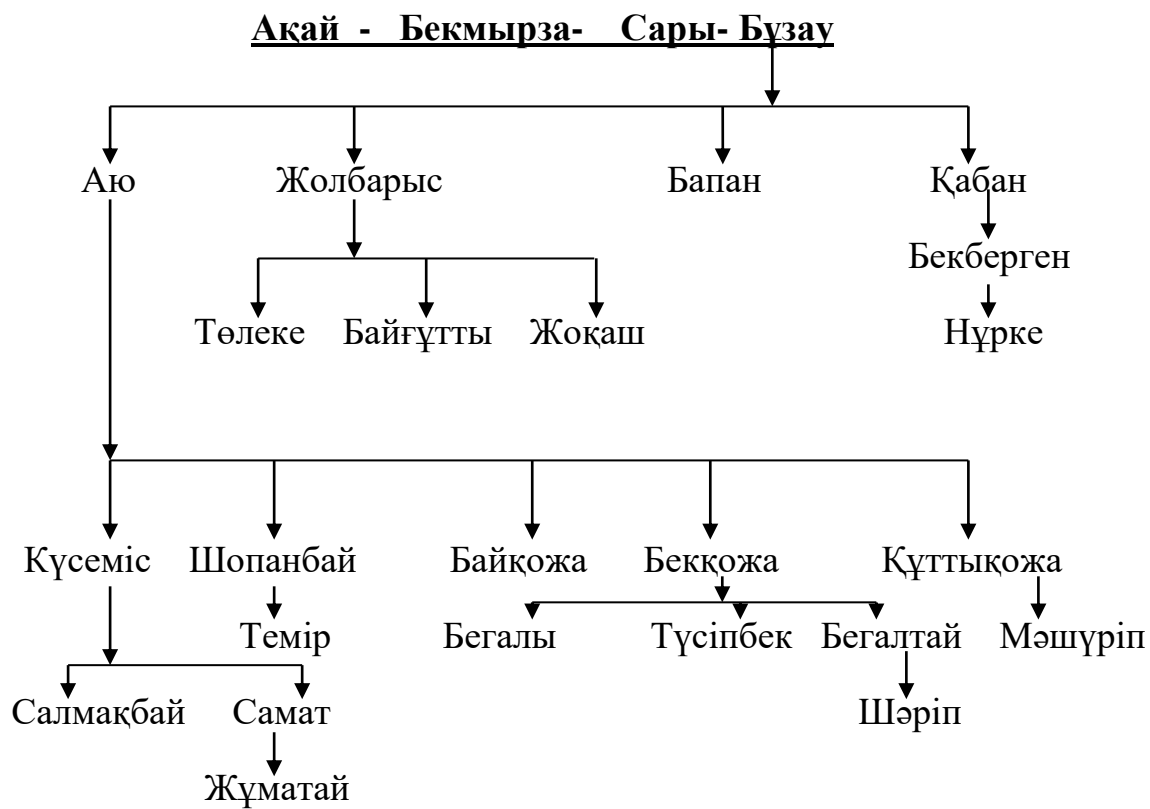 Ақай - Бекмырза- Сары- Бұзау
Аю Жолбарыс Бапан Қабан
Бекберген
Төлеке Байғұтты Жоқаш Нұрке
Күсеміс Шопанбай Байқожа Бекқожа Құттықожа
Темір Бегалы Түсіпбек Бегалтай Мәшүріп
Салмақбай Самат Шәріп
Жұматай